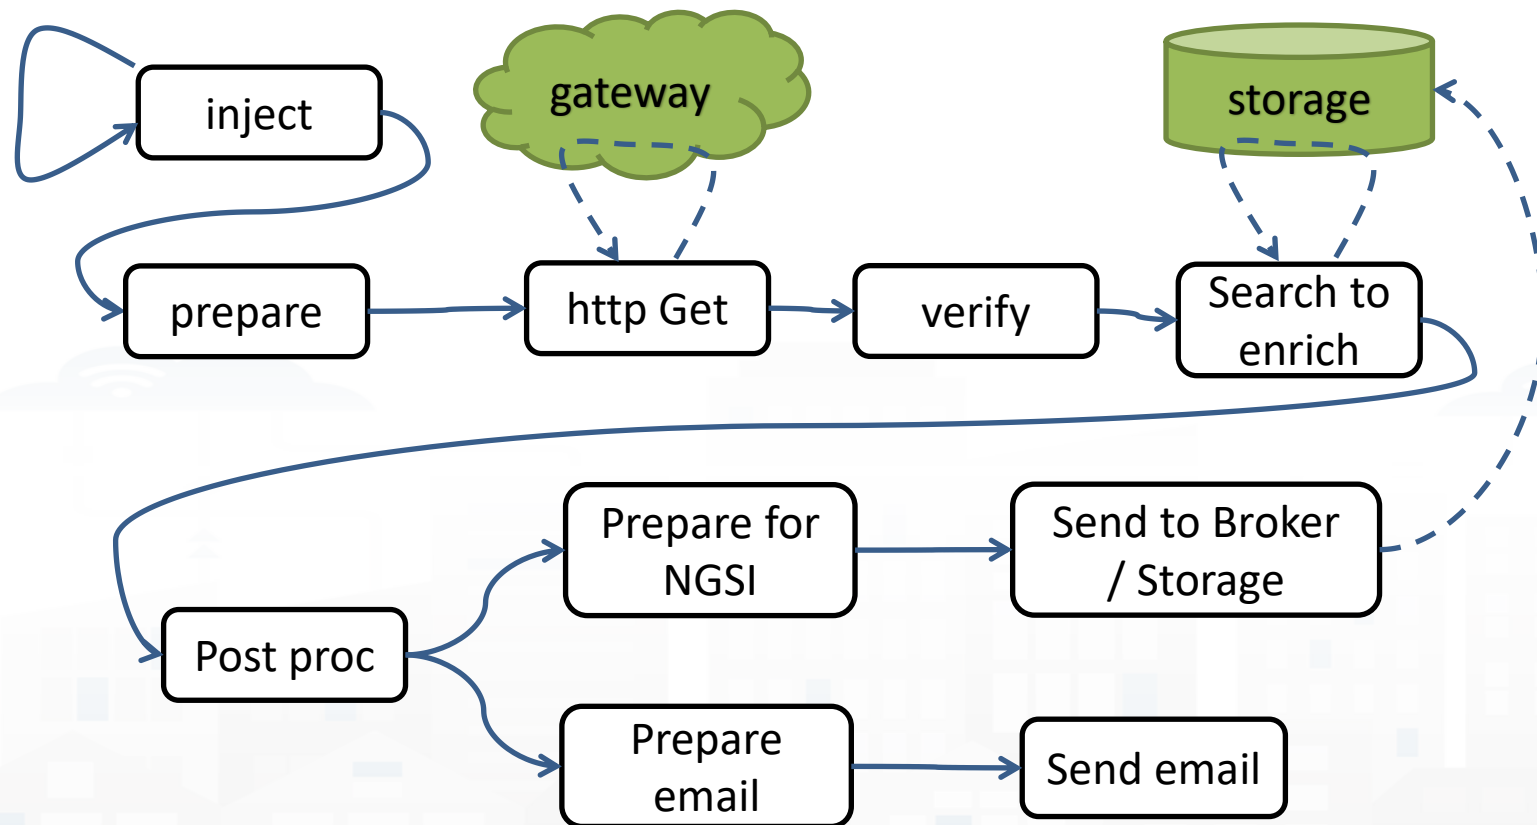 inject
gateway
storage
prepare
http Get
verify
Search to
enrich
Prepare for
NGSI
Send to Broker
/ Storage
Post proc
Prepare
email
Send email